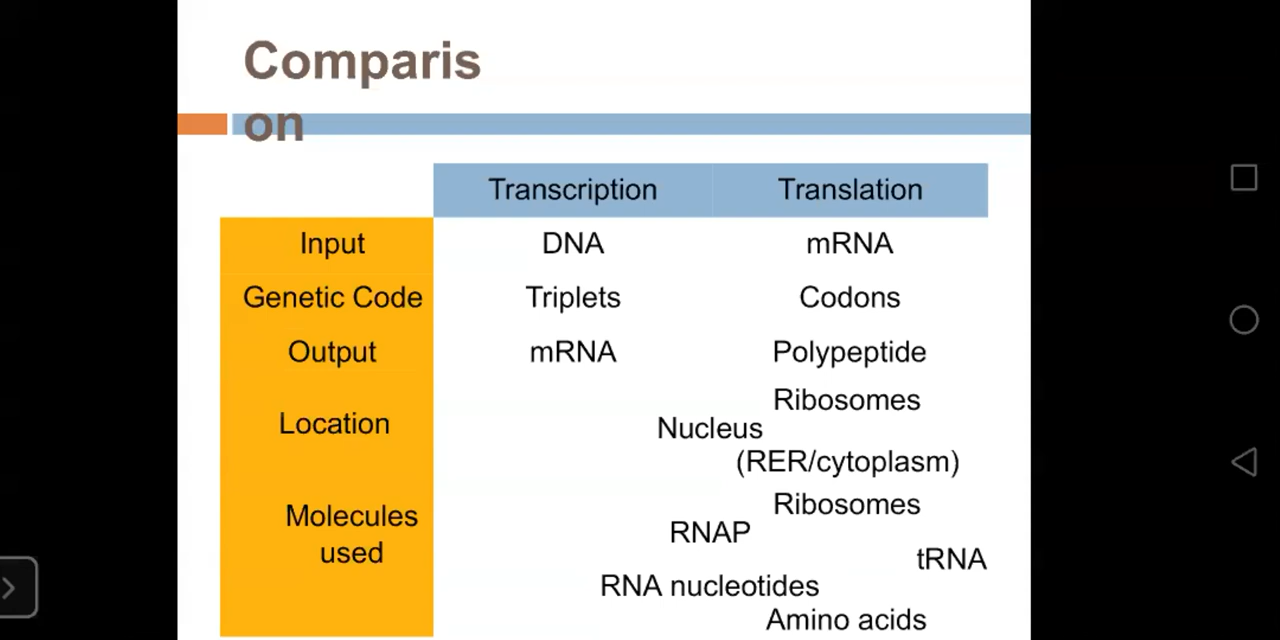 Comparis
on
Transcription Translation
Input DNA mRNA
Genetic Code Triplets Codons
Output mRNA Polypeptide
Location Nucleus Ribosomes
(RER/cytoplasm)
Molecules
used
RNAP
RNA nucleotides
Ribosomes
tRNA
Amino acids